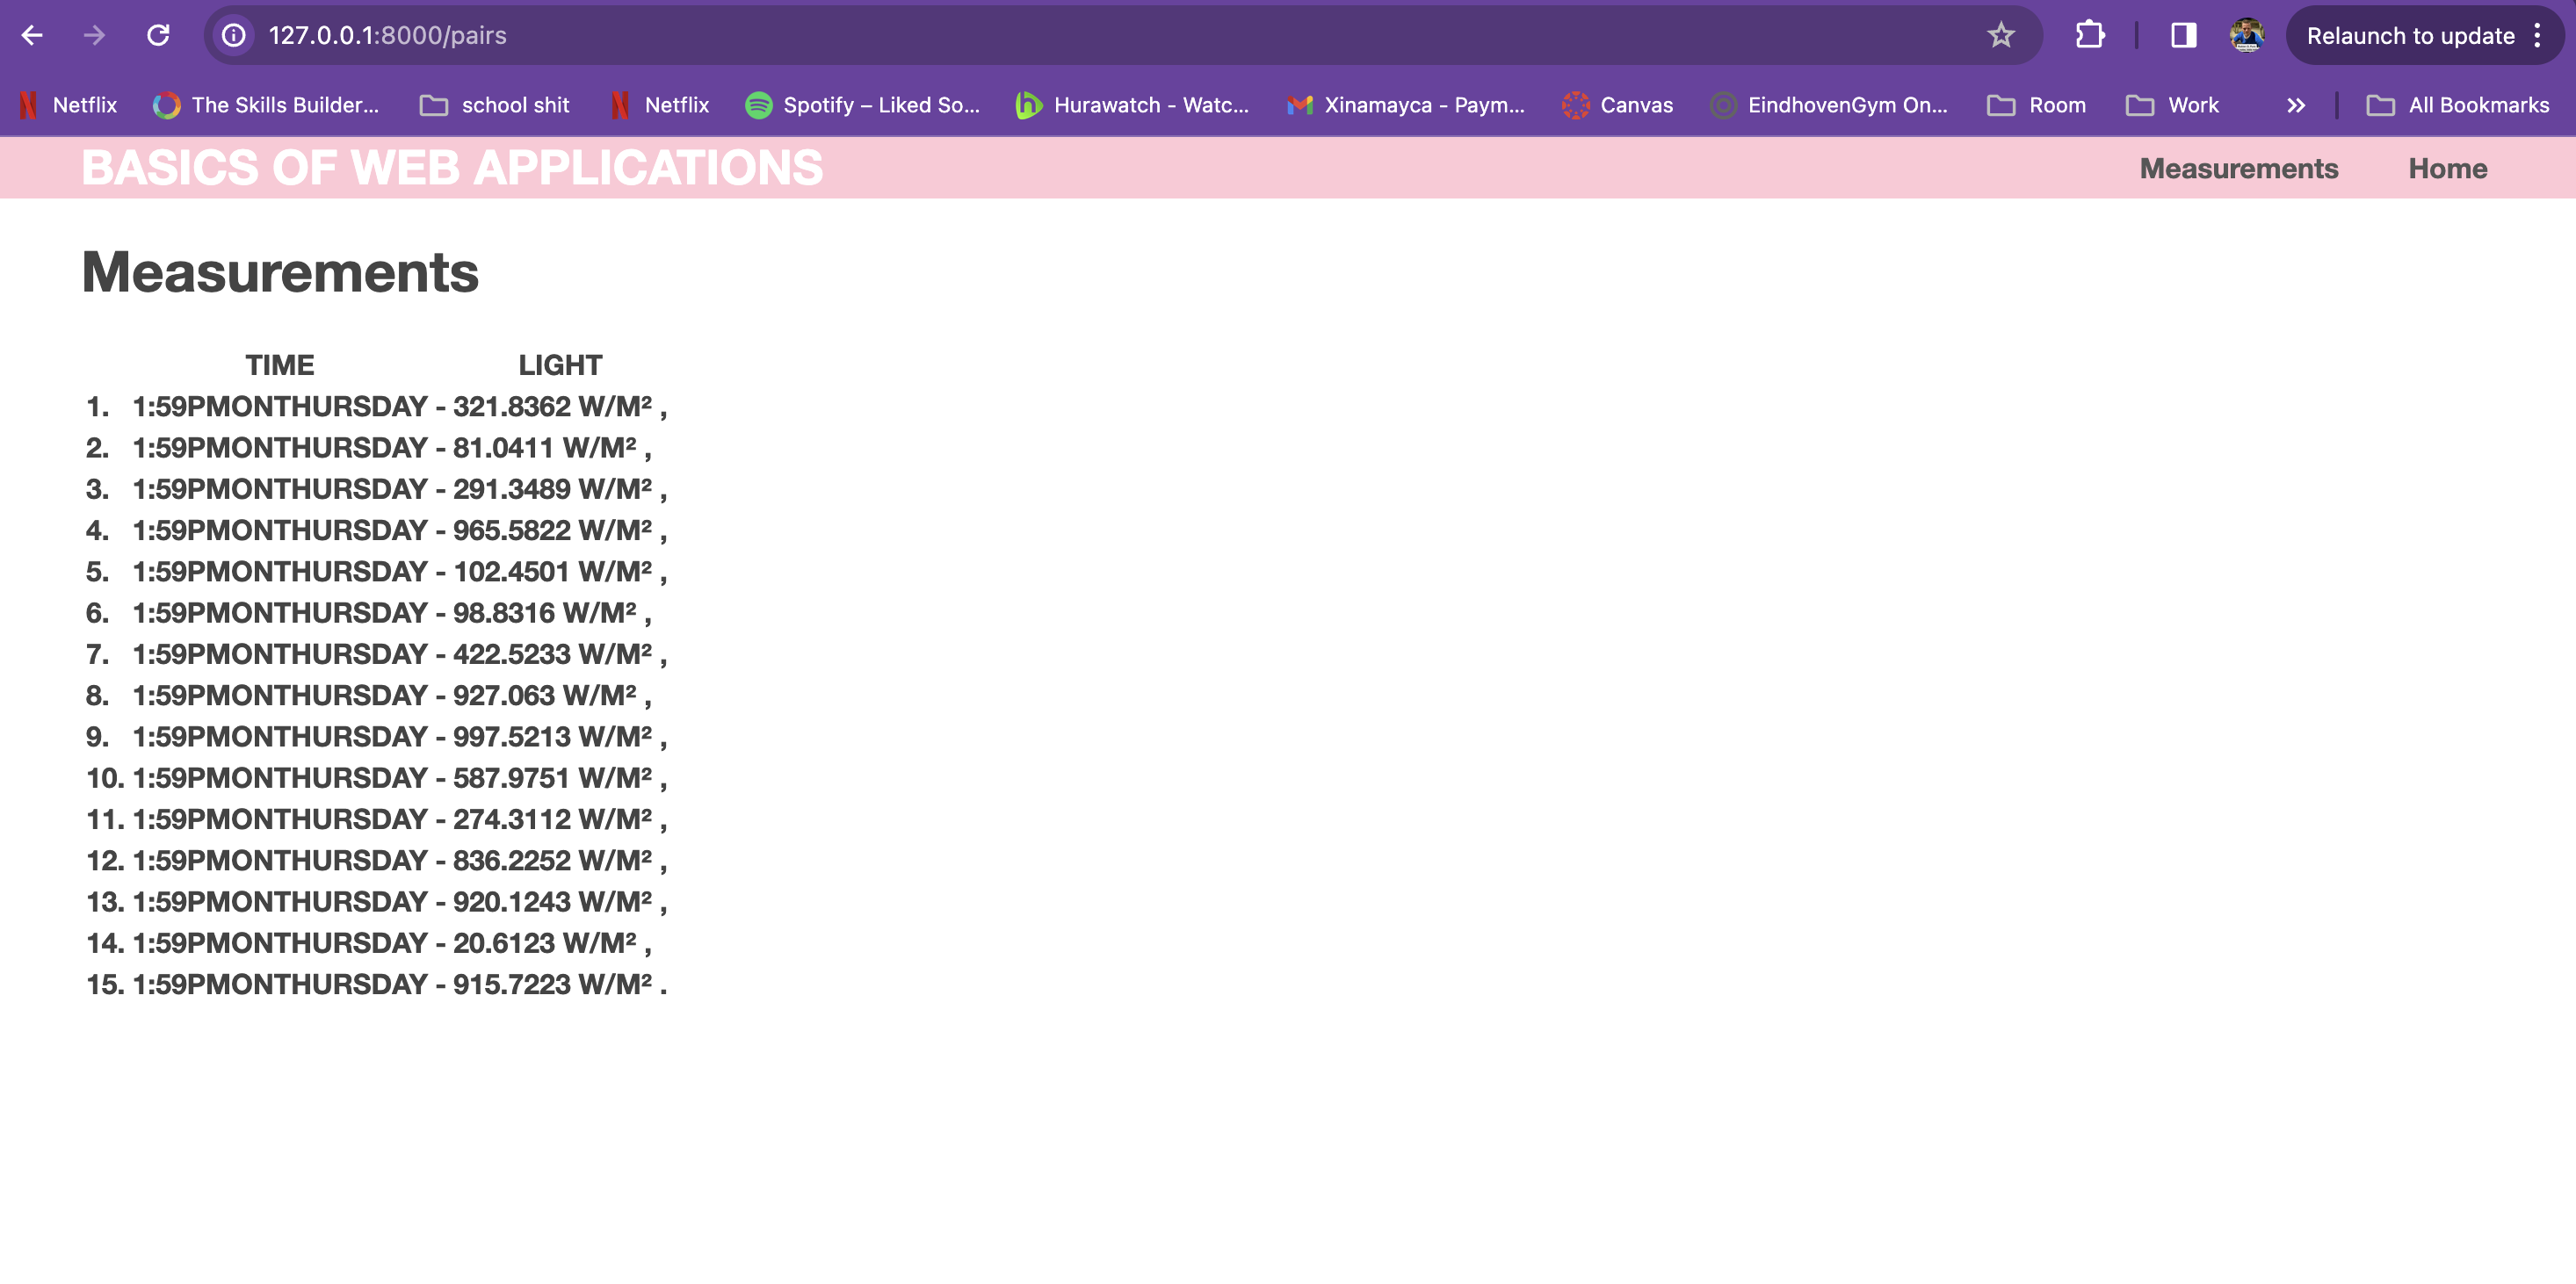 127.0.0.1:8000/pairs
Relaunch to update
Netflix
The Skills Builder...
school shit
Netflix
Spotify – Liked So...
Hurawatch - Watc...
Xinamayca - Paym...
Canvas
EindhovenGym On...
Room
Work
»
All Bookmarks
BASICS OF WEB APPLICATIONS
Measurements
Home
Measurements
TIME LIGHT
1. 1:59PMONTHURSDAY - 321.8362 W/M² ,
2. 1:59PMONTHURSDAY - 81.0411 W/M² ,
3. 1:59PMONTHURSDAY - 291.3489 W/M² ,
4. 1:59PMONTHURSDAY - 965.5822 W/M² ,
5. 1:59PMONTHURSDAY - 102.4501 W/M² ,
6. 1:59PMONTHURSDAY - 98.8316 W/M² ,
7. 1:59PMONTHURSDAY - 422.5233 W/M² ,
8. 1:59PMONTHURSDAY - 927.063 W/M² ,
9. 1:59PMONTHURSDAY - 997.5213 W/M² ,
10. 1:59PMONTHURSDAY - 587.9751 W/M² ,
11. 1:59PMONTHURSDAY - 274.3112 W/M² ,
12. 1:59PMONTHURSDAY - 836.2252 W/M² ,
13. 1:59PMONTHURSDAY - 920.1243 W/M² ,
14. 1:59PMONTHURSDAY - 20.6123 W/M² ,
15. 1:59PMONTHURSDAY - 915.7223 W/M² .